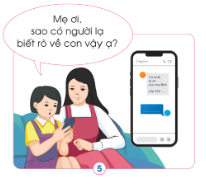 Mẹ ơi,
sao có người lạ
biết rõ về con vậy ạ?
5